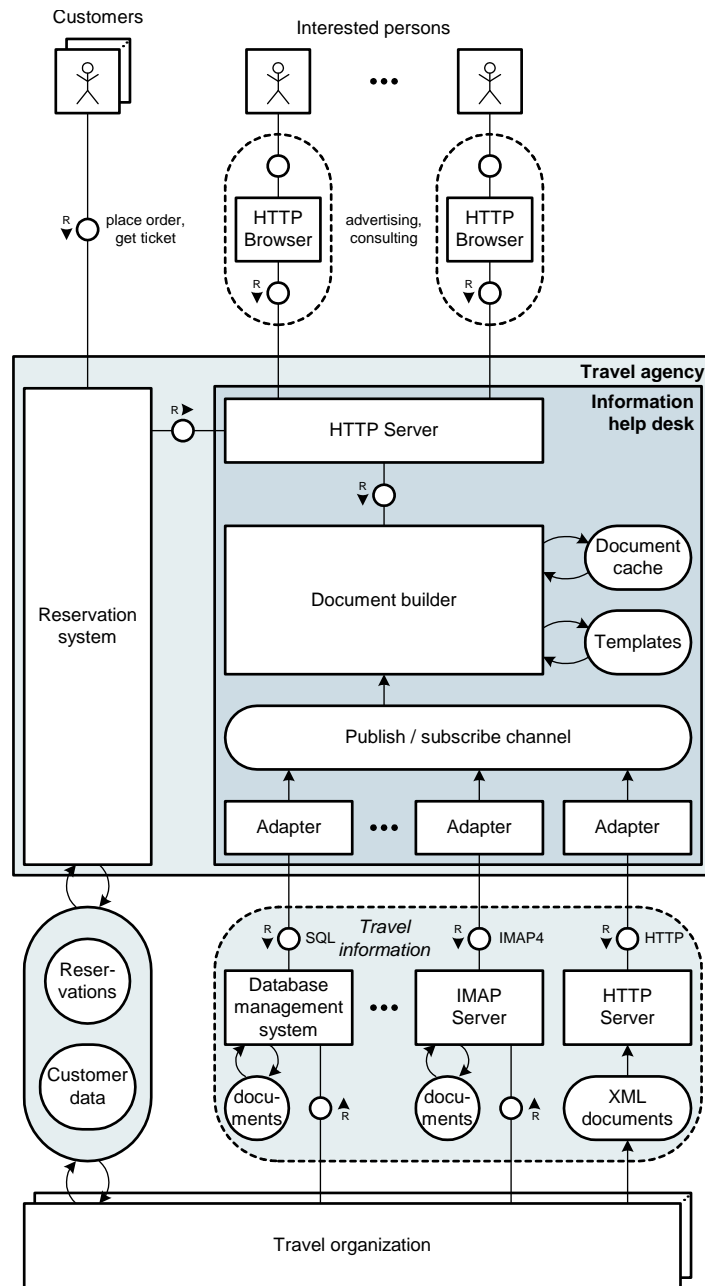 Customers
Interested persons
HTTP
Browser
HTTP
Browser
R
place order,
get ticket
advertising,
consulting
R
R
Travel agency
Information
help desk
R
HTTP Server
R
Document
cache
Document builder
Reservation
system
Templates
Publish / subscribe channel
Adapter
Adapter
Adapter
R
SQL
Travel
information
R
IMAP4
R
HTTP
Reser-
vations
Database
management
system
IMAP
Server
HTTP
Server
Customer
data
docu-
ments
R
docu-
ments
R
XML
documents
Travel organization